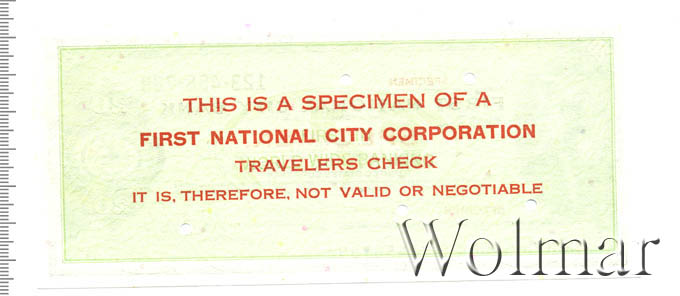 THIS IS A SPECIMEN OF A
FIRST NATIONAL CITY CORPORATION
TRAVELERS CHECK
IT IS, THEREFORE, NOT VALID OR NEGOTIABLE
Wolmar